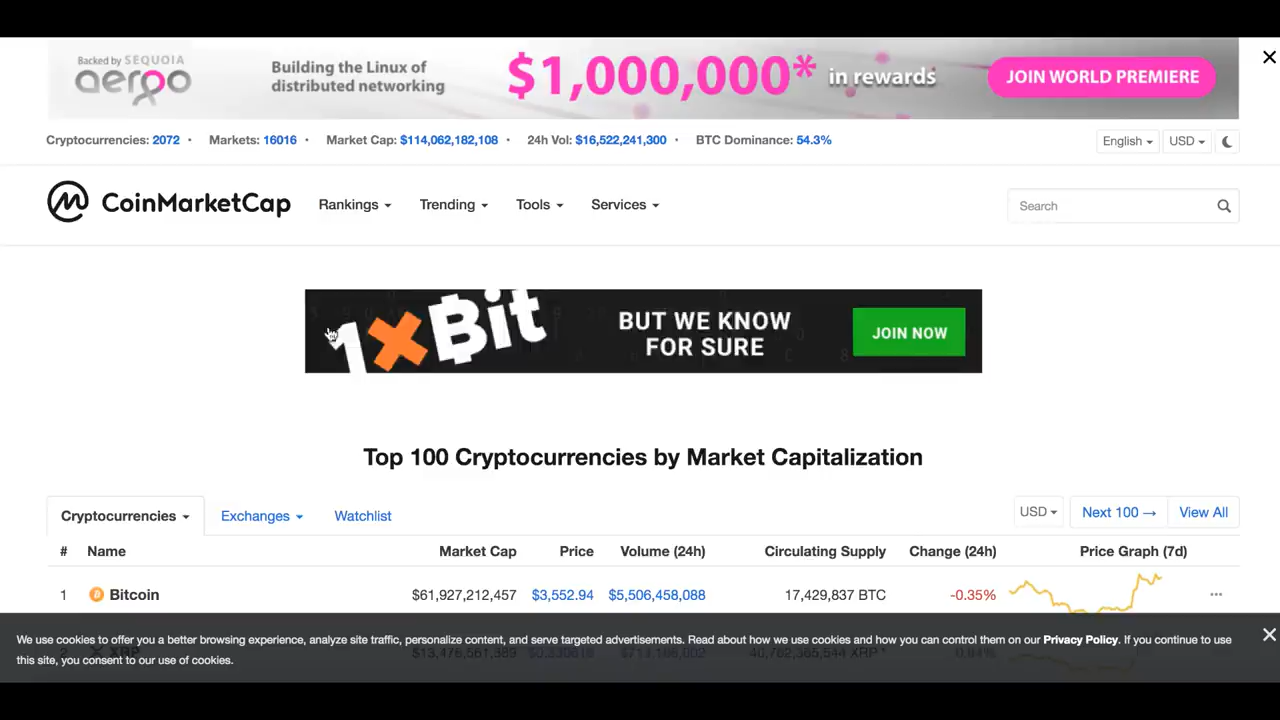 Backed by SEQUOIA
aergo
Building the Linux of
distributed networking
$1,000,000* in rewards
JOIN WORLD PREMIERE
Cryptocurrencies: 2072 • Markets: 16016 • Market Cap: $114,062,182,108 • 24h Vol: $16,522,241,300 • BTC Dominance: 54.3%
English
USD
CoinMarketCap
Rankings
Trending
Tools
Services
Search
1xBit
BUT WE KNOW
FOR SURE
JOIN NOW
Top 100 Cryptocurrencies by Market Capitalization
Cryptocurrencies
Exchanges
Watchlist
USD
Next 100 →
View All
# Name Market Cap Price Volume (24h) Circulating Supply Change (24h) Price Graph (7d)
1 Bitcoin $61,927,212,457 $3,552.94 $5,506,458,088 17,429,837 BTC -0.35%
We use cookies to offer you a better browsing experience, analyze site traffic, personalize content, and serve targeted advertisements. Read about how we use cookies and how you can control them on our Privacy Policy. If you continue to use
this site, you consent to our use of cookies.